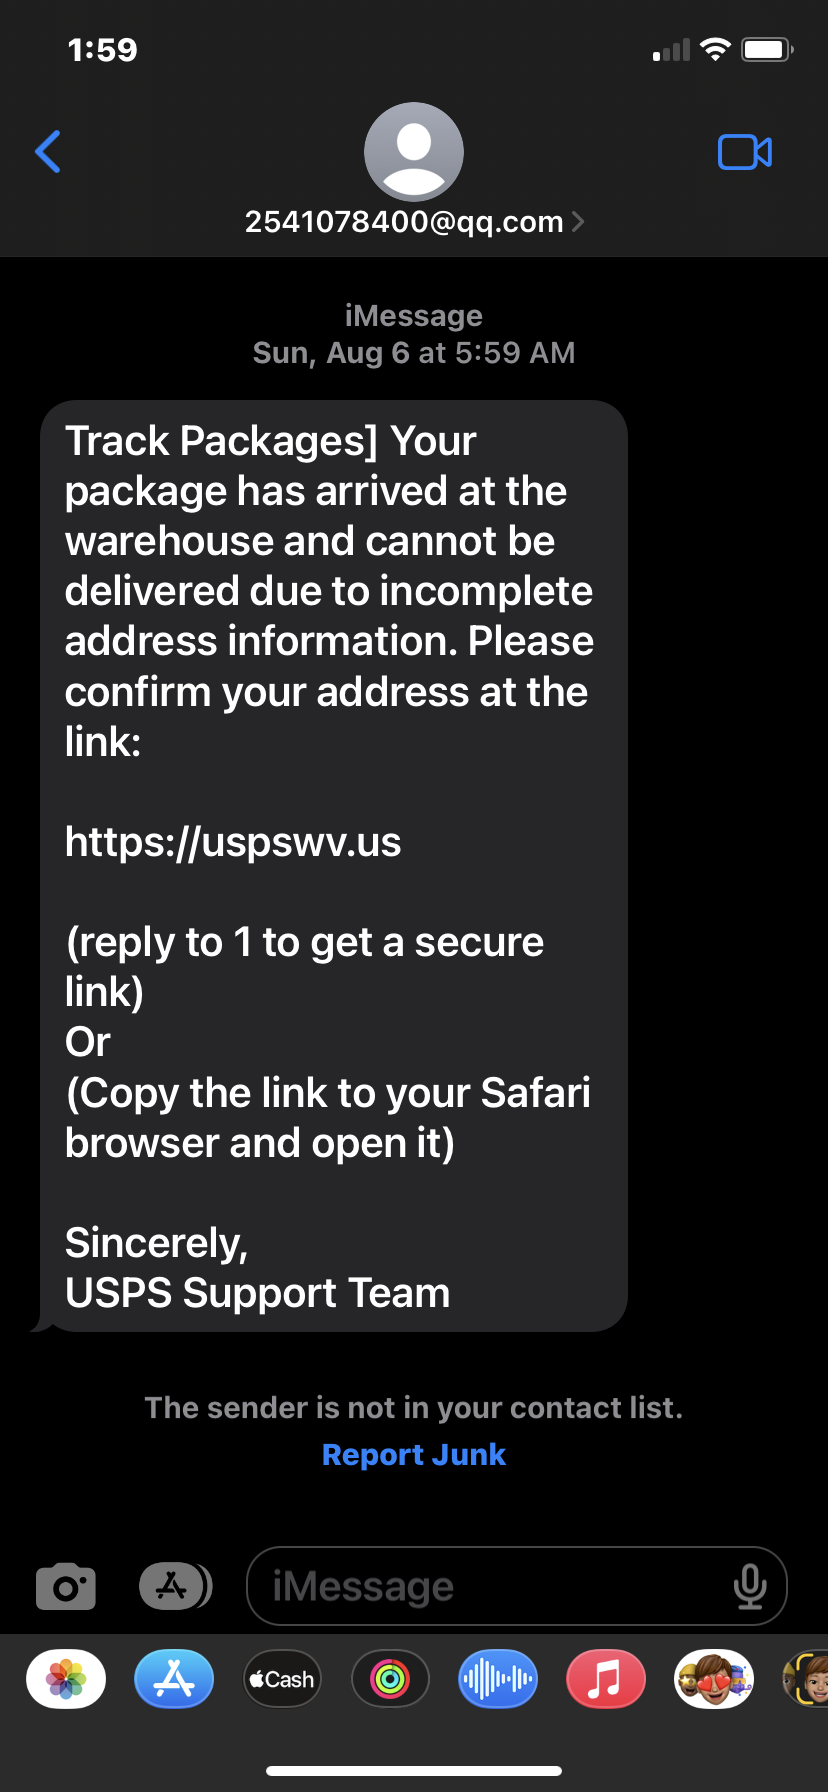 1:59
2541078400@qq.com
iMessage
Sun, Aug 6 at 5:59 AM
Track Packages] Your
package has arrived at the
warehouse and cannot be
delivered due to incomplete
address information. Please
confirm your address at the
link:
https://uspswv.us
(reply to 1 to get a secure
link)
Or
(Copy the link to your Safari
browser and open it)
Sincerely,
USPS Support Team
The sender is not in your contact list.
Report Junk
iMessage
Cash